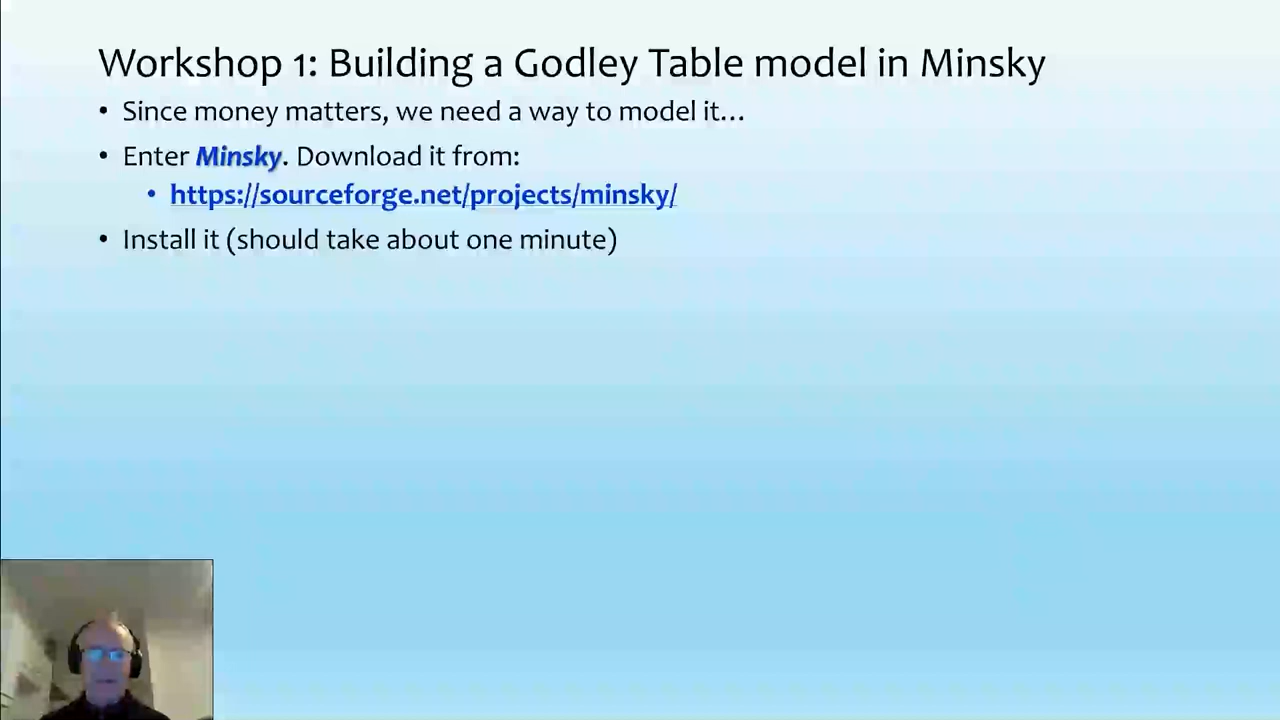 Workshop 1: Building a Godley Table model in Minsky
• Since money matters, we need a way to model it...
• Enter Minsky. Download it from:
• https://sourceforge.net/projects/minsky/
• Install it (should take about one minute)